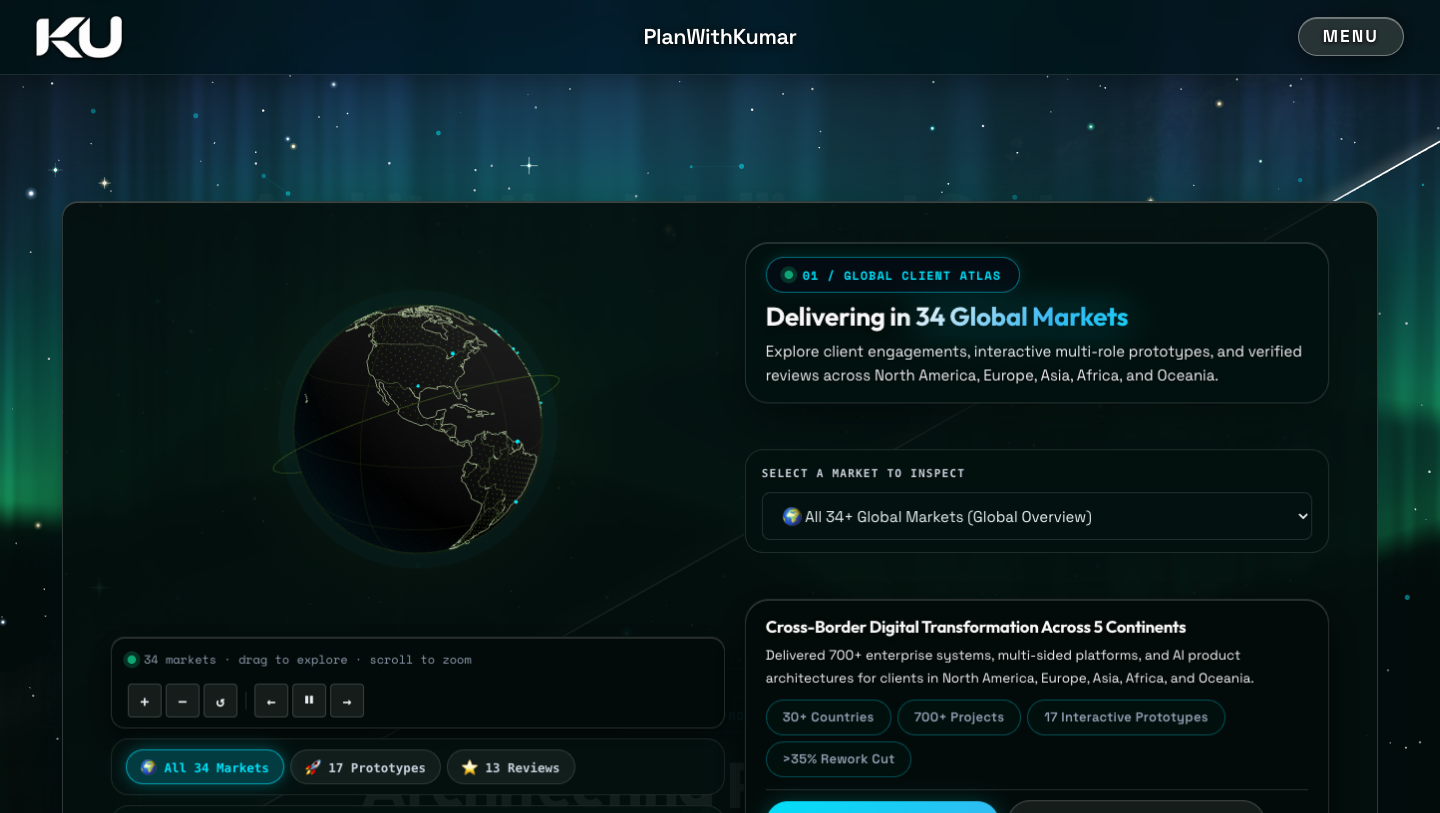 KU
PlanWithKumar
MENU
01 / GLOBAL CLIENT ATLAS
Delivering in 34 Global Markets
Explore client engagements, interactive multi-role prototypes, and verified
reviews across North America, Europe, Asia, Africa, and Oceania.
SELECT A MARKET TO INSPECT
🌍 All 34+ Global Markets (Global Overview)
34 markets · drag to explore · scroll to zoom
+ − ↺ ← ⏸ →
🌍 All 34 Markets 🚀 17 Prototypes ⭐ 13 Reviews
Cross-Border Digital Transformation Across 5 Continents
Delivered 700+ enterprise systems, multi-sided platforms, and AI product
architectures for clients in North America, Europe, Asia, Africa, and Oceania.
30+ Countries 700+ Projects 17 Interactive Prototypes
>35% Rework Cut
Architecting